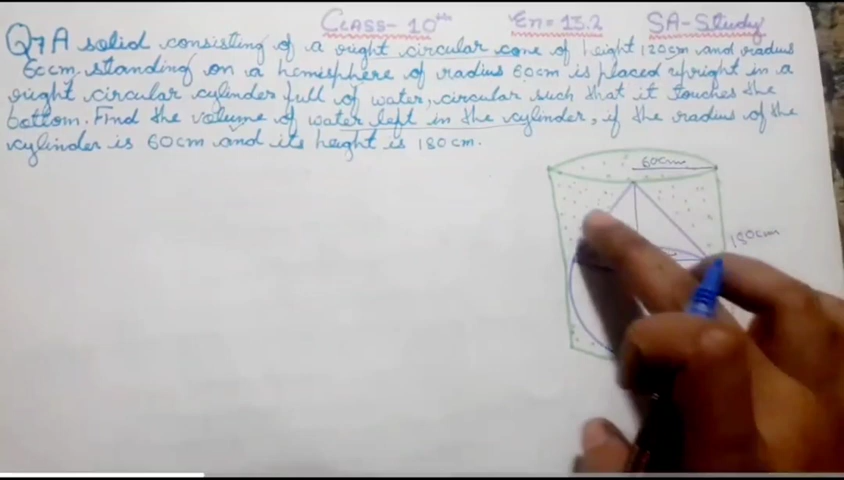 CLASS- 10th Ex= 13.2 SA-Study
Q7 A solid consisting of a right circular cone of height 120cm and radius
60cm standing on a hemisphere of radius 60cm is placed upright in a
right circular cylinder full of water, circular such that it touches the
bottom. Find the volume of water left in the cylinder, if the radius of the
cylinder is 60cm and its height is 180cm.
60cm
180cm